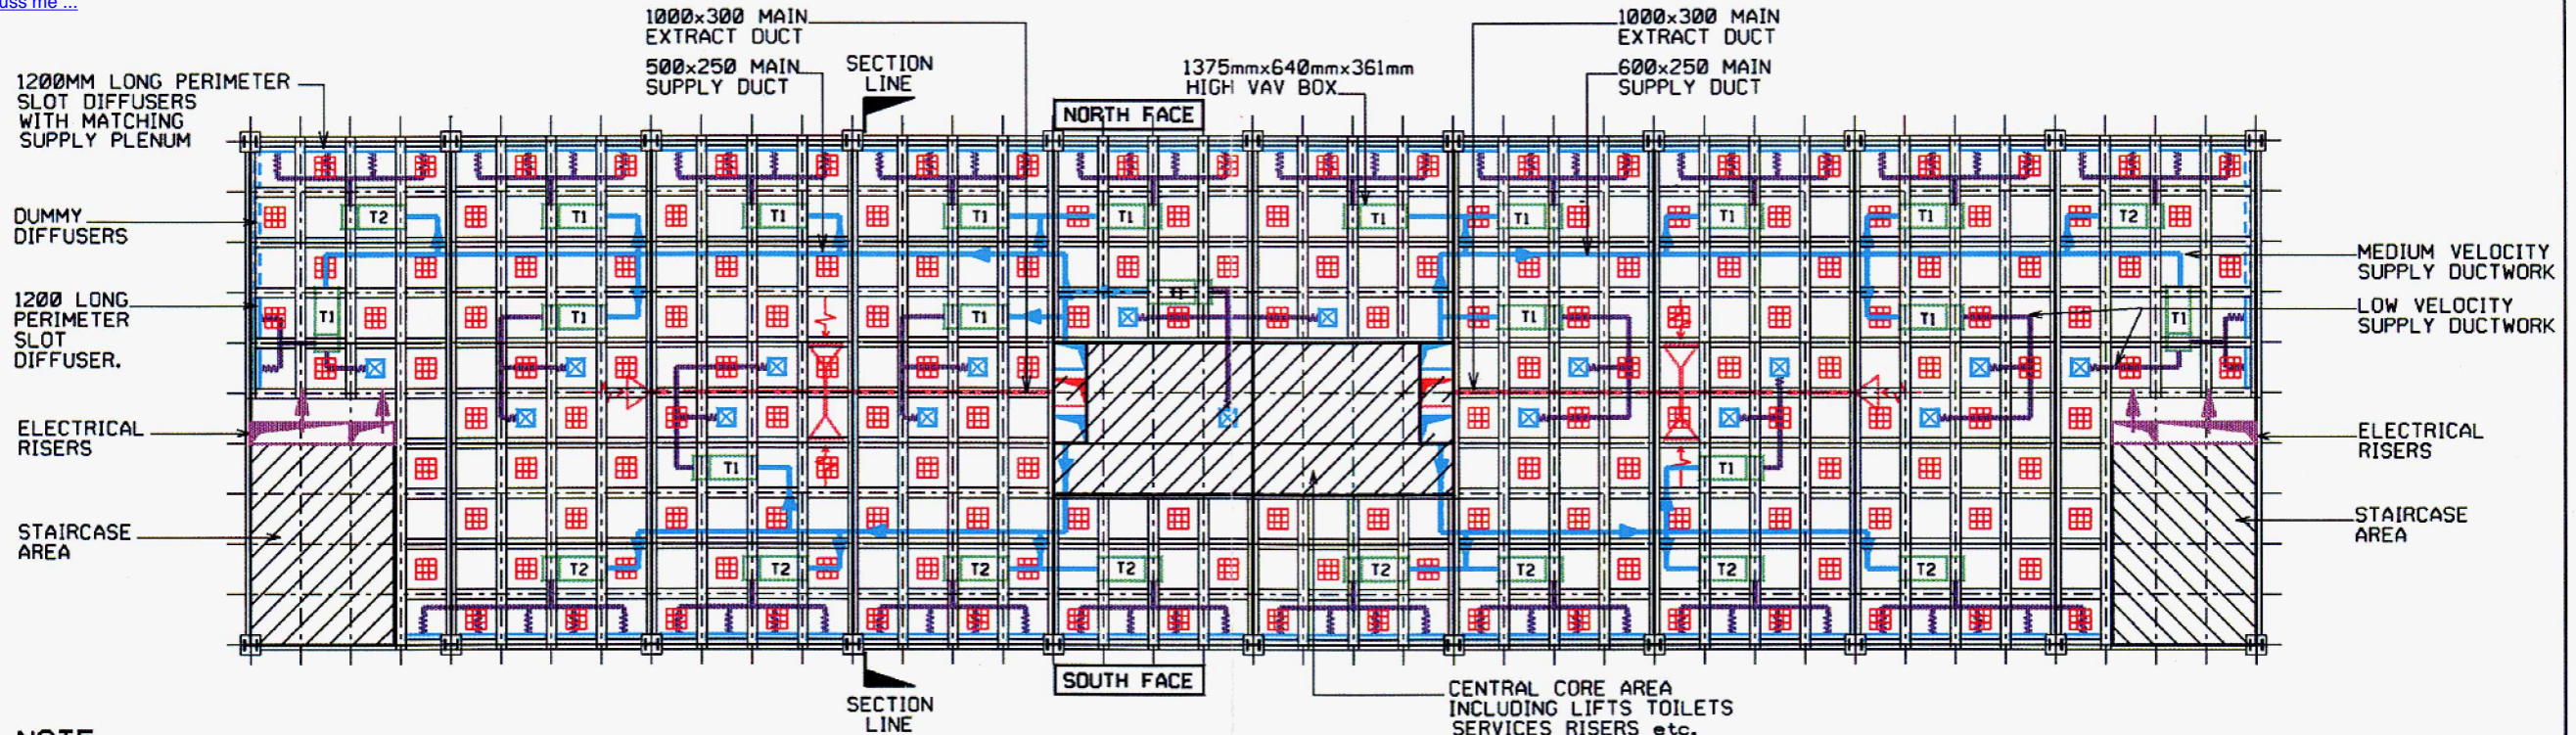 uss me ...
1000x300 MAIN
EXTRACT DUCT
500x250 MAIN
SUPPLY DUCT
SECTION
LINE
1375mmx640mmx361mm
HIGH VAV BOX
1000x300 MAIN
EXTRACT DUCT
600x250 MAIN
SUPPLY DUCT
1200MM LONG PERIMETER
SLOT DIFFUSERS
WITH MATCHING
SUPPLY PLENUM
NORTH FACE
DUMMY
DIFFUSERS
T2
T1
T1
T1
T1
T1
T1
T1
T1
T2
MEDIUM VELOCITY
SUPPLY DUCTWORK
1200 LONG
PERIMETER
SLOT
DIFFUSER.
T1
T1
T1
T1
T1
T1
LOW VELOCITY
SUPPLY DUCTWORK
ELECTRICAL
RISERS
T1
T1
ELECTRICAL
RISERS
STAIRCASE
AREA
STAIRCASE
AREA
T2
T2
T2
T2
T2
T2
T2
T2
SOUTH FACE
SECTION
LINE
CENTRAL CORE AREA
INCLUDING LIFTS TOILETS
SERVICES RISERS etc.
NOTE